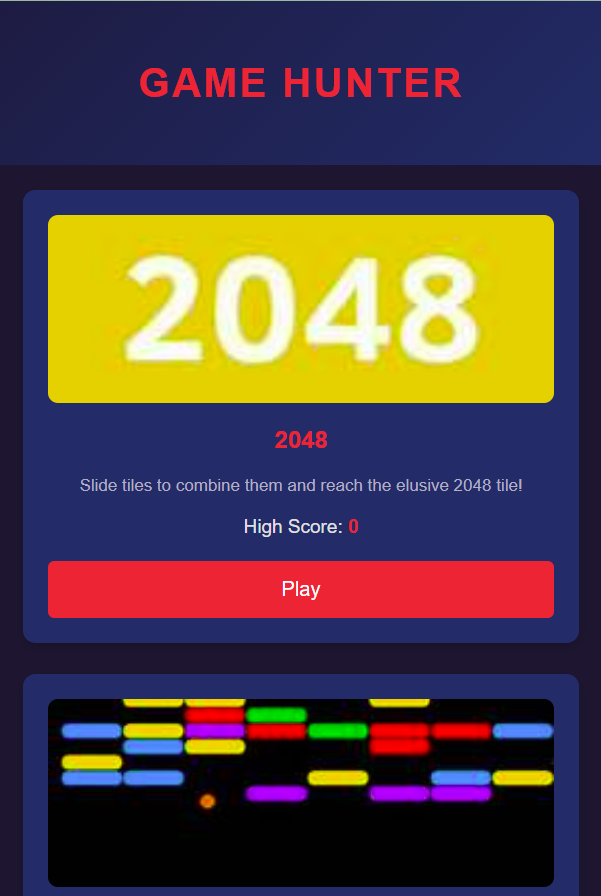 GAME HUNTER
2048
2048
Slide tiles to combine them and reach the elusive 2048 tile!
High Score: 0
Play